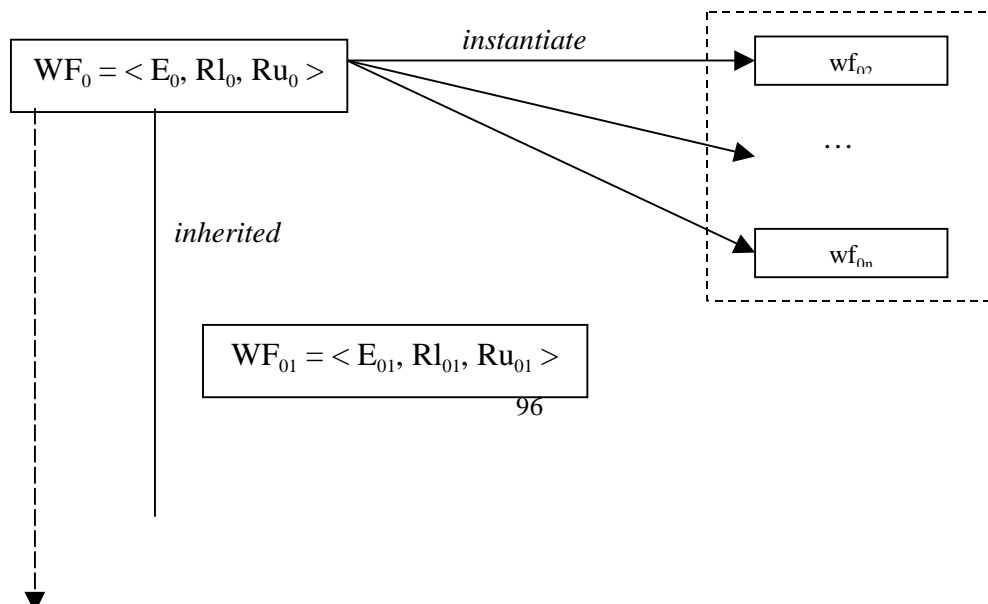 instantiate
WF₀ = < E₀, Rl₀, Ru₀ >
wf₀₂
…
wf₀ₙ
inherited
WF₀₁ = < E₀₁, Rl₀₁, Ru₀₁ >
96